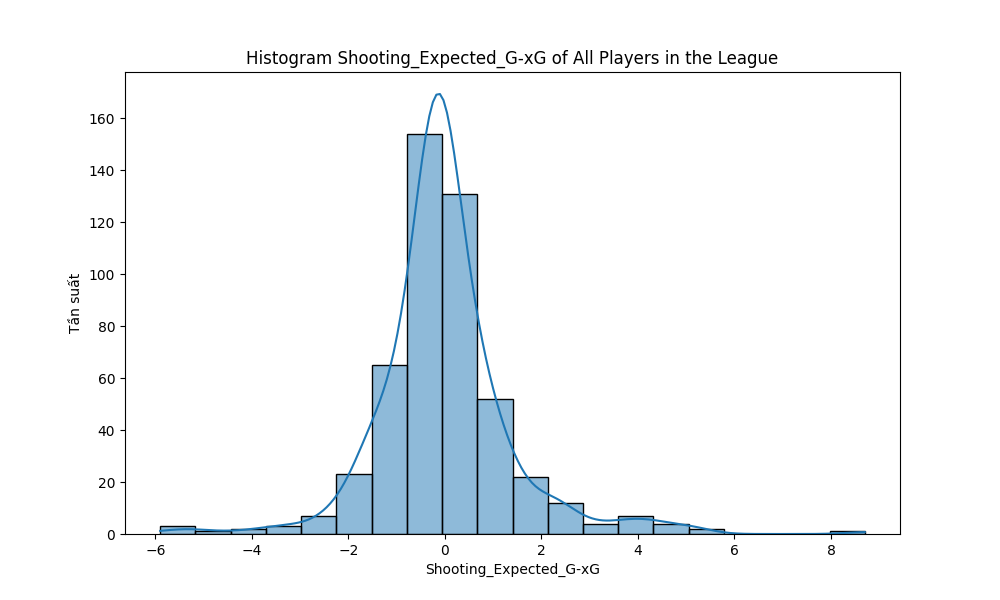 Histogram Shooting_Expected_G-xG of All Players in the League
160
140
120
100
80
60
40
20
0
Tần suất
−6 −4 −2 0 2 4 6 8
Shooting_Expected_G-xG